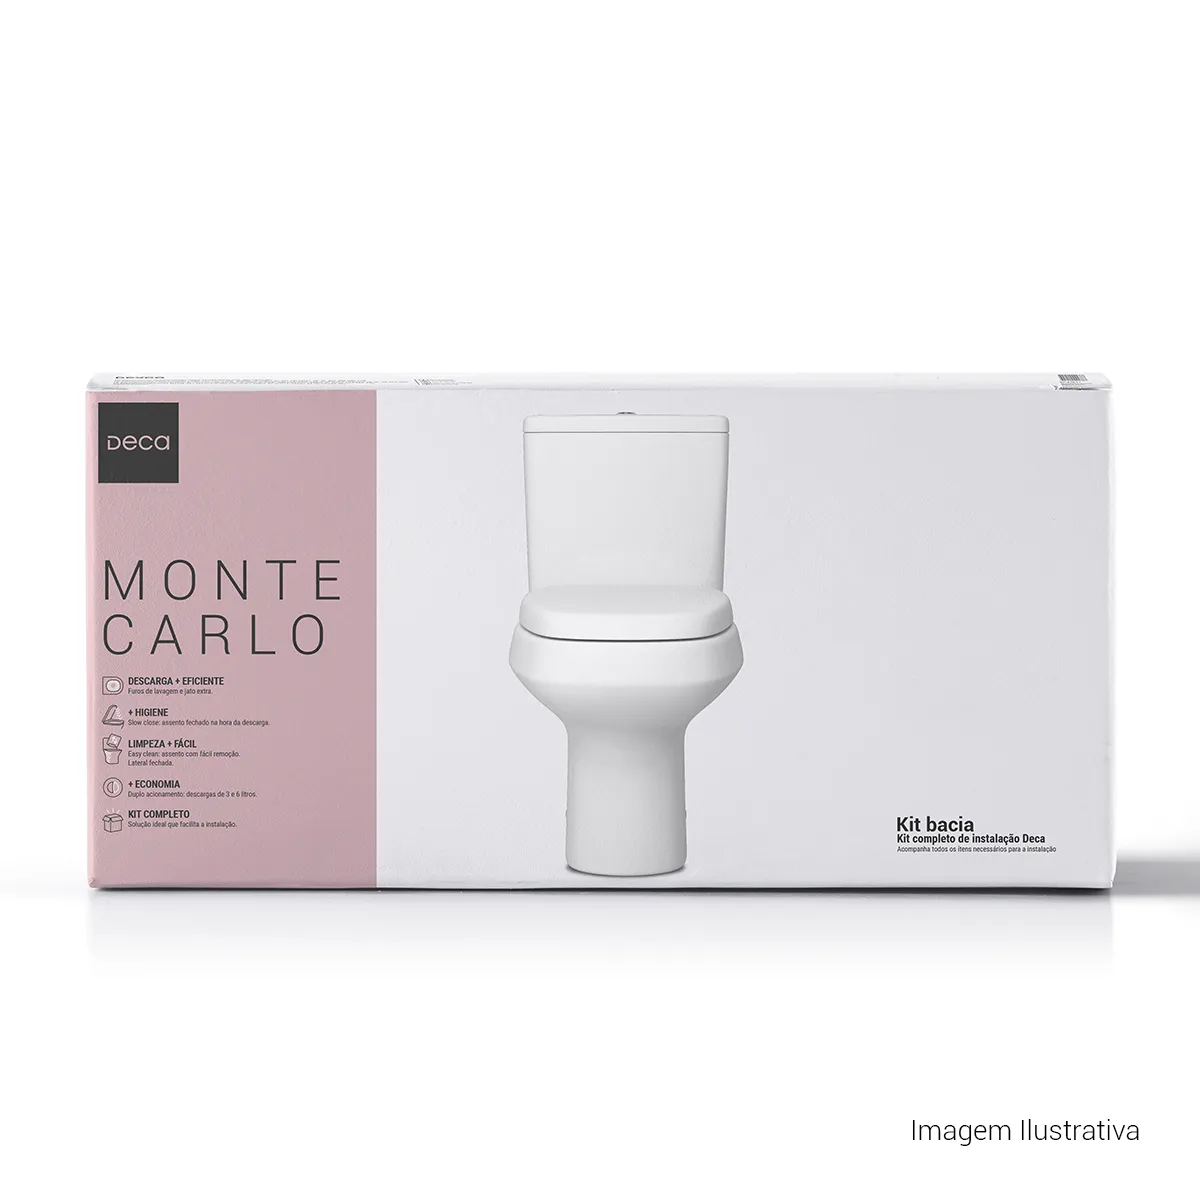 Deca
MONTE
CARLO
DESCARGA + EFICIENTE
Furos de lavagem e jato extra.
+ HIGIENE
Slow close: assento fechado na hora da descarga.
LIMPEZA + FÁCIL
Easy clean: assento com fácil remoção.
Lateral fechada.
+ ECONOMIA
Duplo acionamento: descargas de 3 e 6 litros.
KIT COMPLETO
Solução ideal que facilita a instalação.
Kit bacia
Kit completo de instalação Deca
Acompanha todos os itens necessários para a instalação
Imagem Ilustrativa